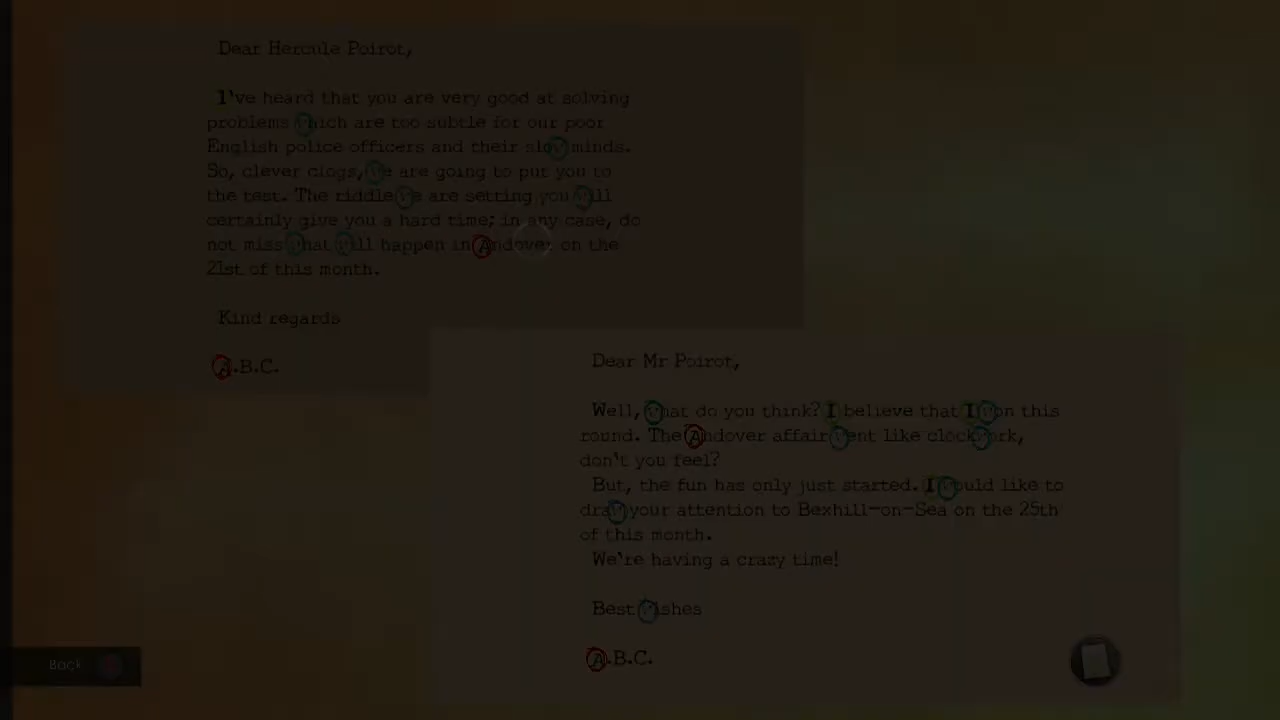 Dear Hercule Poirot,
I've heard that you are very good at solving
problems which are too subtle for our poor
English police officers and their slow minds.
So, clever clogs, we are going to put you to
the test. The riddle we are setting you will
certainly give you a hard time; in any case, do
not miss what will happen in Andover on the
21st of this month.
Kind regards
A.B.C.
Dear Mr Poirot,
Well, what do you think? I believe that I won this
round. The Andover affair went like clockwork,
don't you feel?
But, the fun has only just started. I would like to
draw your attention to Bexhill-on-Sea on the 25th
of this month.
We're having a crazy time!
Best wishes
A.B.C.
Back